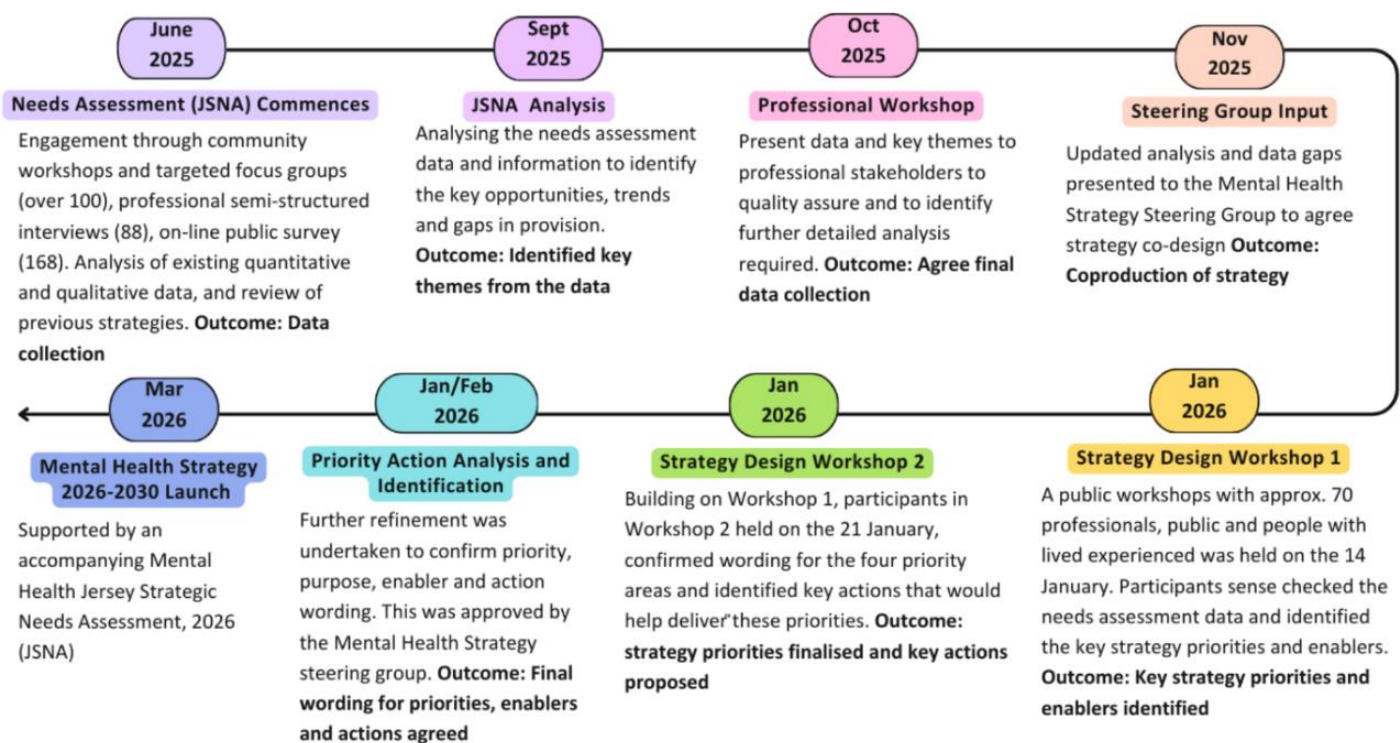 June
2025
Needs Assessment (JSNA) Commences
Engagement through community
workshops and targeted focus groups
(over 100), professional semi-structured
interviews (88), on-line public survey
(168). Analysis of existing quantitative
and qualitative data, and review of
previous strategies. Outcome: Data
collection
Sept
2025
JSNA Analysis
Analysing the needs assessment
data and information to identify
the key opportunities, trends
and gaps in provision.
Outcome: Identified key
themes from the data
Oct
2025
Professional Workshop
Present data and key themes to
professional stakeholders to
quality assure and to identify
further detailed analysis
required. Outcome: Agree final
data collection
Nov
2025
Steering Group Input
Updated analysis and data gaps
presented to the Mental Health
Strategy Steering Group to agree
strategy co-design Outcome:
Coproduction of strategy
Jan
2026
Strategy Design Workshop 1
A public workshops with approx. 70
professionals, public and people with
lived experienced was held on the 14
January. Participants sense checked the
needs assessment data and identified
the key strategy priorities and enablers.
Outcome: Key strategy priorities and
enablers identified
Jan
2026
Strategy Design Workshop 2
Building on Workshop 1, participants in
Workshop 2 held on the 21 January,
confirmed wording for the four priority
areas and identified key actions that would
help deliver these priorities. Outcome:
strategy priorities finalised and key actions
proposed
Jan/Feb
2026
Priority Action Analysis and
Identification
Further refinement was
undertaken to confirm priority,
purpose, enabler and action
wording. This was approved by
the Mental Health Strategy
steering group. Outcome: Final
wording for priorities, enablers
and actions agreed
Mar
2026
Mental Health Strategy
2026-2030 Launch
Supported by an
accompanying Mental
Health Jersey Strategic
Needs Assessment, 2026
(JSNA)